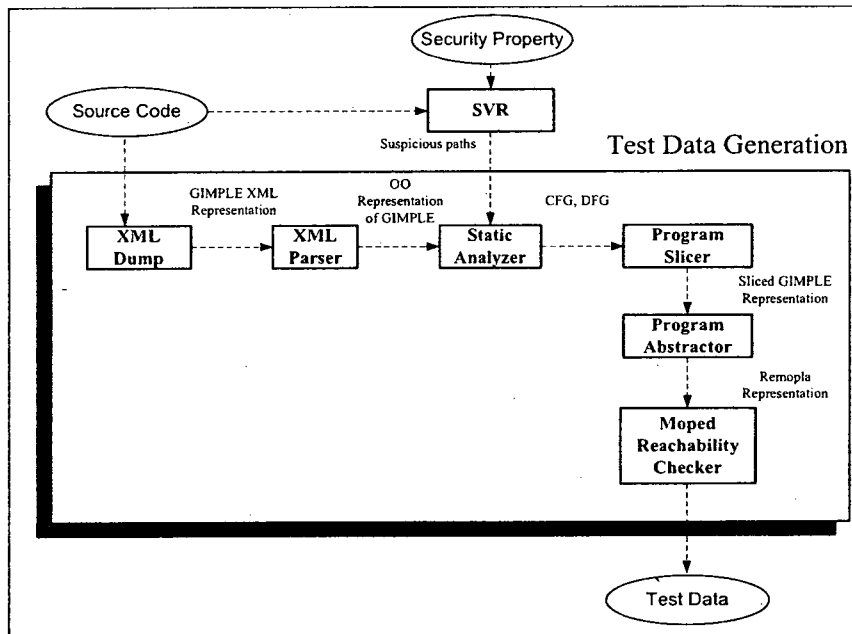 Security Property
Source Code
SVR
Suspicious paths
Test Data Generation
GIMPLE XML
Representation
OO
Representation
of GIMPLE
CFG, DFG
XML
Dump
XML
Parser
Static
Analyzer
Program
Slicer
Sliced GIMPLE
Representation
Program
Abstractor
Remopla
Representation
Moped
Reachability
Checker
Test Data